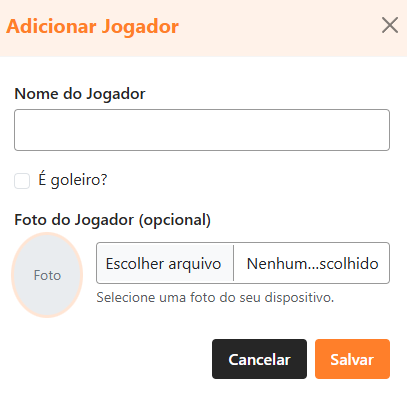 Adicionar Jogador
Nome do Jogador
É goleiro?
Foto do Jogador (opcional)
Foto
Escolher arquivo Nenhum...scolhido
Selecione uma foto do seu dispositivo.
Cancelar Salvar